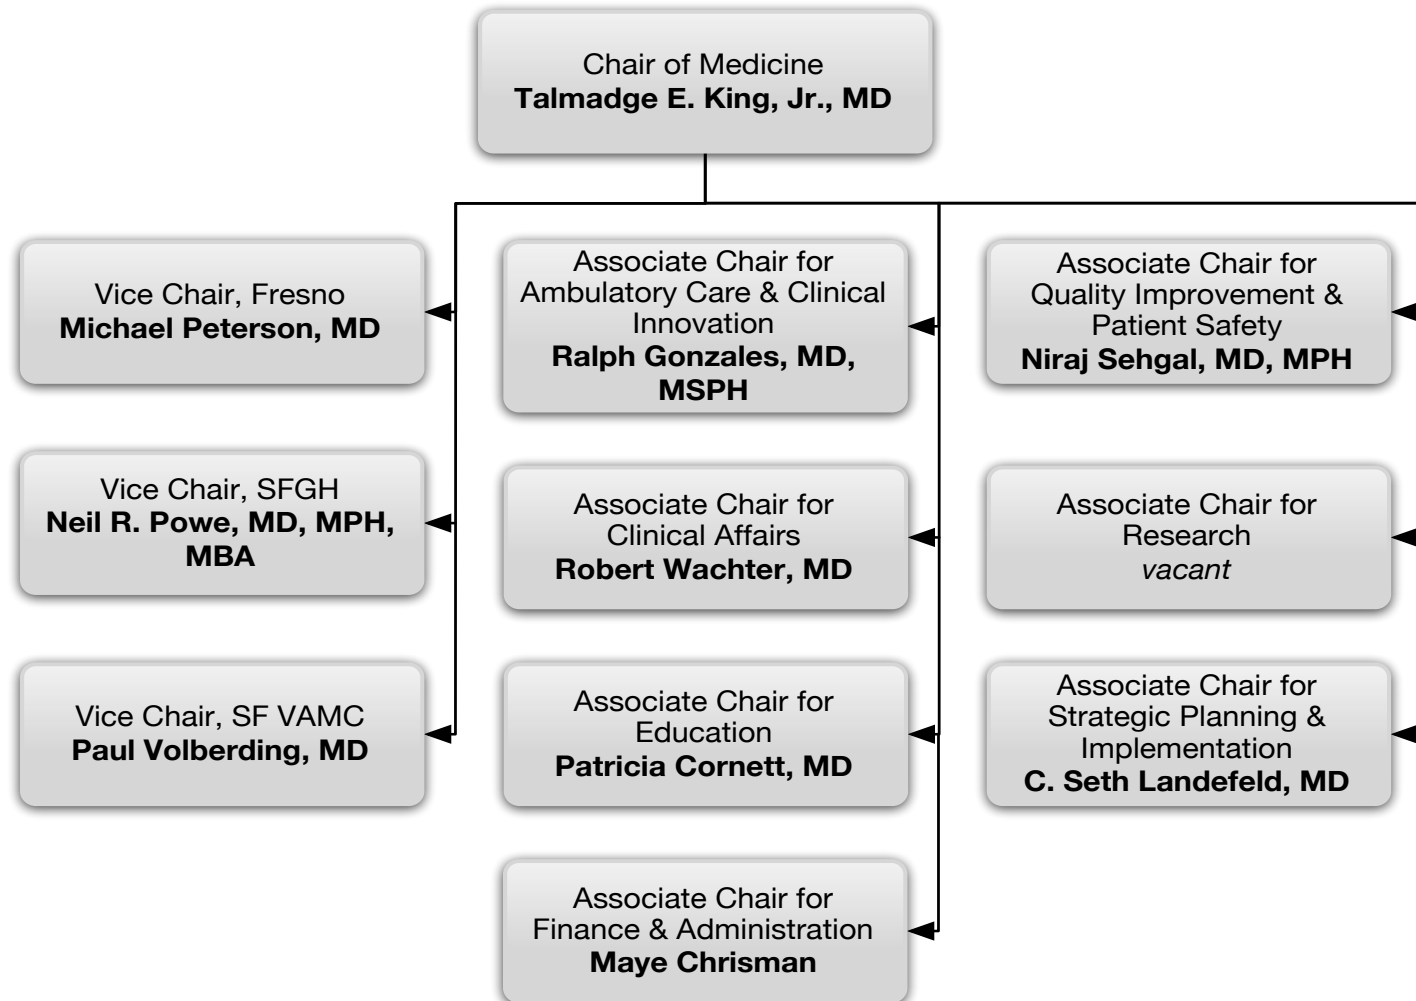 Chair of Medicine
Talmadge E. King, Jr., MD
Vice Chair, Fresno
Michael Peterson, MD
Vice Chair, SFGH
Neil R. Powe, MD, MPH,
MBA
Vice Chair, SF VAMC
Paul Volberding, MD
Associate Chair for
Ambulatory Care & Clinical
Innovation
Ralph Gonzales, MD,
MSPH
Associate Chair for
Clinical Affairs
Robert Wachter, MD
Associate Chair for
Education
Patricia Cornett, MD
Associate Chair for
Finance & Administration
Maye Chrisman
Associate Chair for
Quality Improvement &
Patient Safety
Niraj Sehgal, MD, MPH
Associate Chair for
Research
vacant
Associate Chair for
Strategic Planning &
Implementation
C. Seth Landefeld, MD